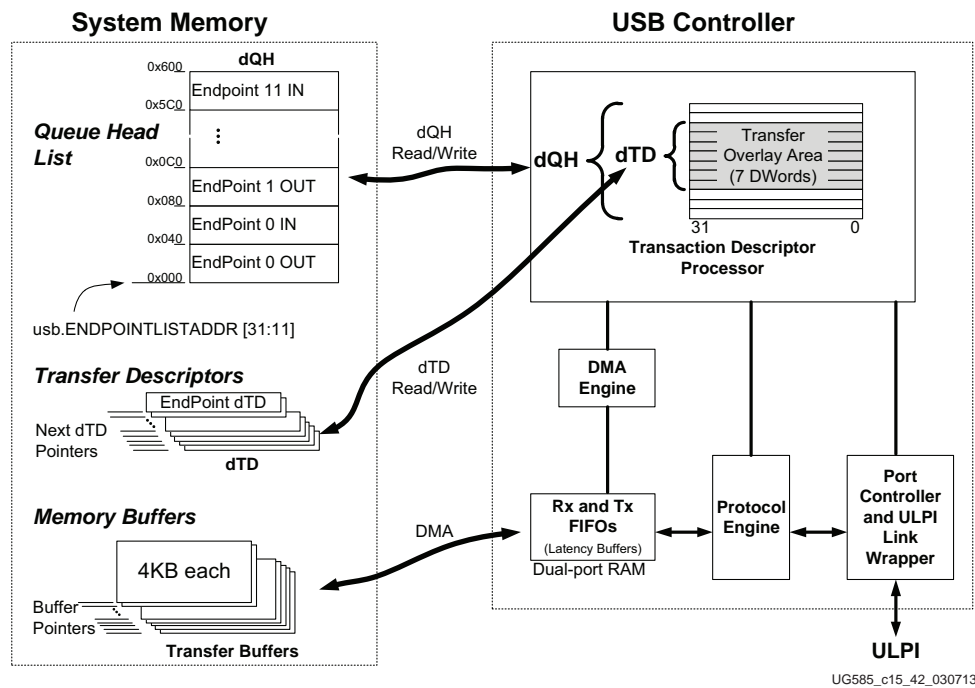 System Memory
USB Controller
dQH
0x600
Endpoint 11 IN
0x5C0
Queue Head
List
0x0C0
EndPoint 1 OUT
0x080
EndPoint 0 IN
0x040
EndPoint 0 OUT
0x000
usb.ENDPOINTLISTADDR [31:11]
dQH
Read/Write
dQH
dTD
Transfer
Overlay Area
(7 DWords)
31
0
Transaction Descriptor
Processor
Transfer Descriptors
EndPoint dTD
Next dTD
Pointers
dTD
dTD
Read/Write
DMA
Engine
Memory Buffers
4KB each
Buffer
Pointers
Transfer Buffers
DMA
Rx and Tx
FIFOs
(Latency Buffers)
Dual-port RAM
Protocol
Engine
Port
Controller
and ULPI
Link
Wrapper
ULPI
UG585_c15_42_030713